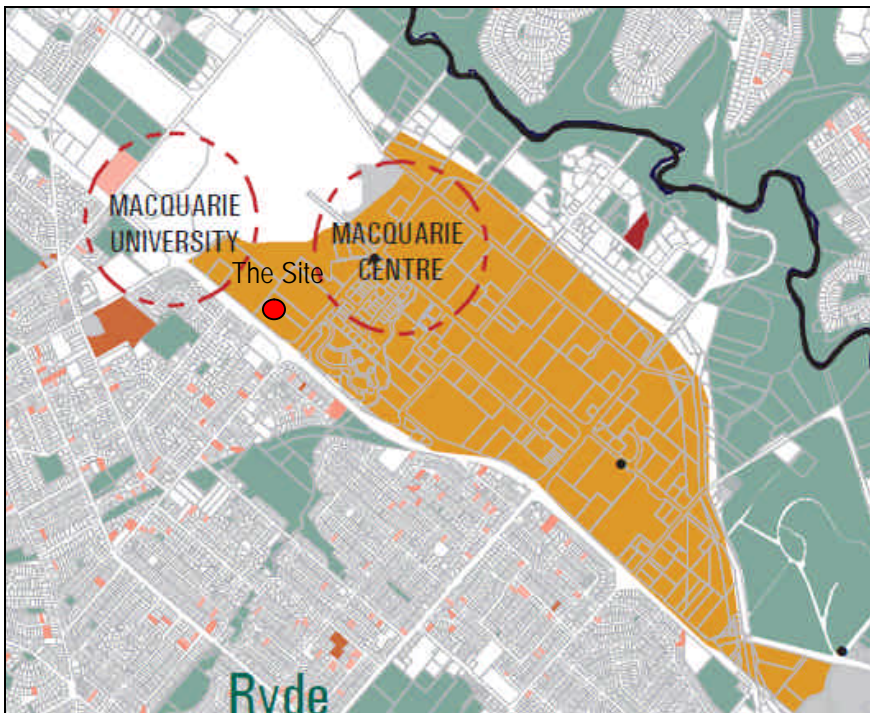 MACQUARIE
UNIVERSITY
MACQUARIE
CENTRE
The Site
Ryde